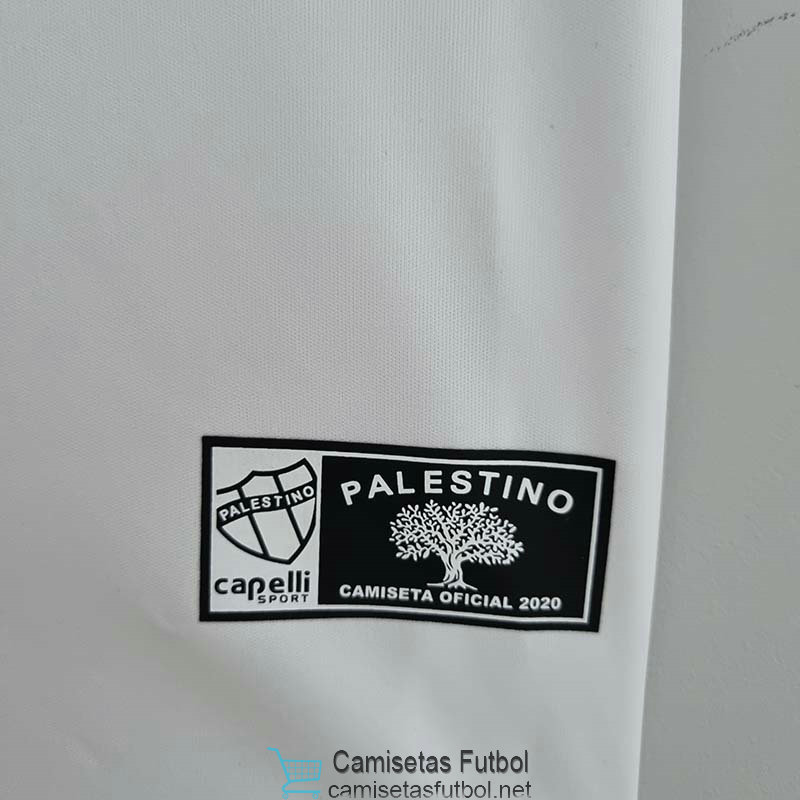 PALESTINO
PALESTINO
capelli
SPORT
CAMISETA OFICIAL 2020
Camisetas Futbol
camisetasfutbol.net